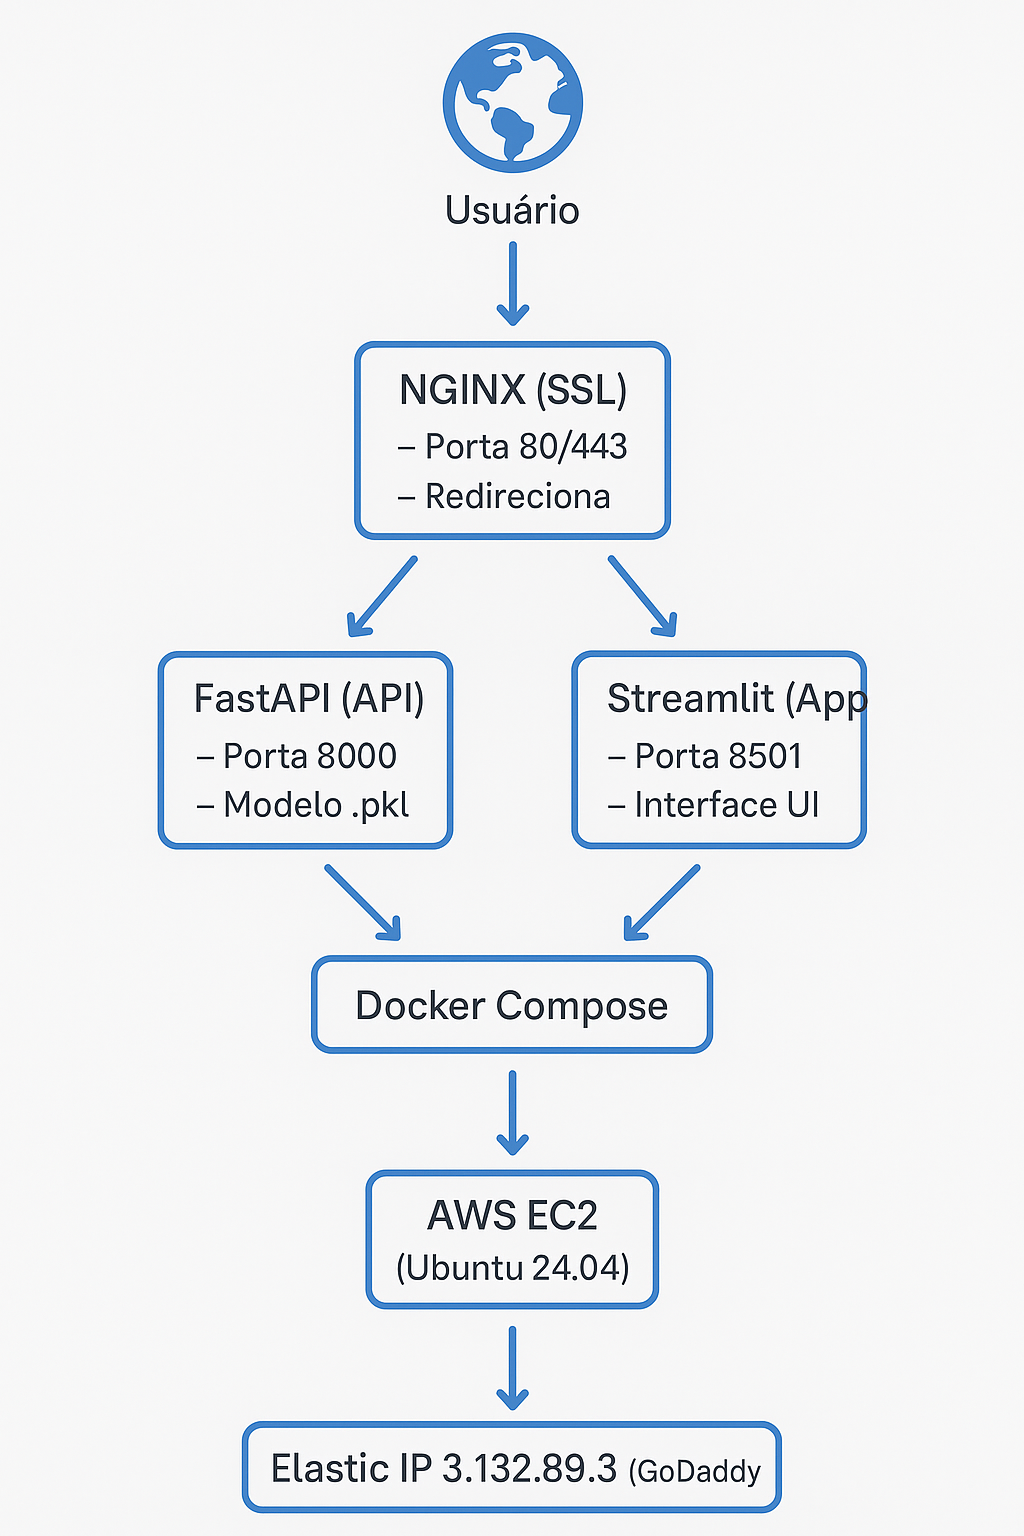 Usuário
NGINX (SSL)
– Porta 80/443
– Redireciona
FastAPI (API)
– Porta 8000
– Modelo .pkl
Streamlit (App
– Porta 8501
– Interface UI
Docker Compose
AWS EC2
(Ubuntu 24.04)
Elastic IP 3.132.89.3 (GoDaddy